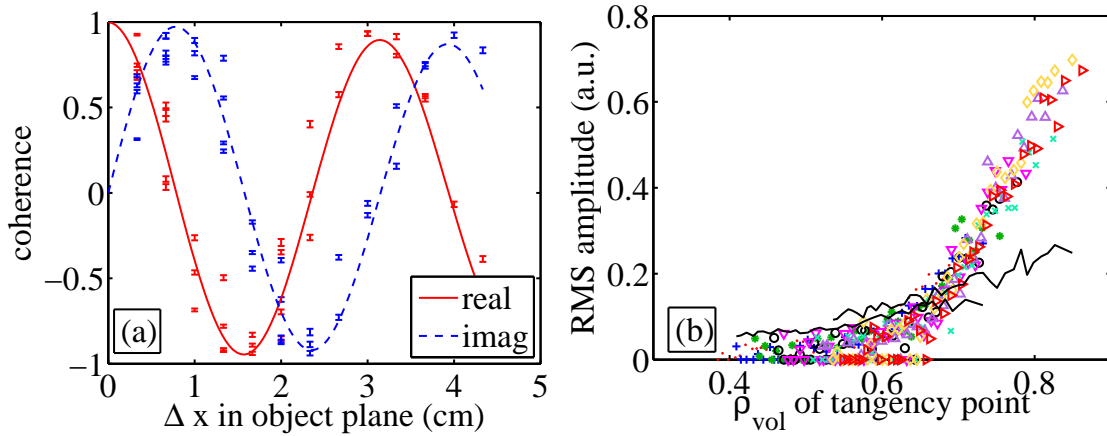 1
0.5
0
−0.5
−1
coherence
(a)
real
imag
0 1 2 3 4 5
Δ x in object plane (cm)
0.8
0.6
0.4
0.2
0
RMS amplitude (a.u.)
(b)
0.4 0.6 0.8
ρvol of tangency point